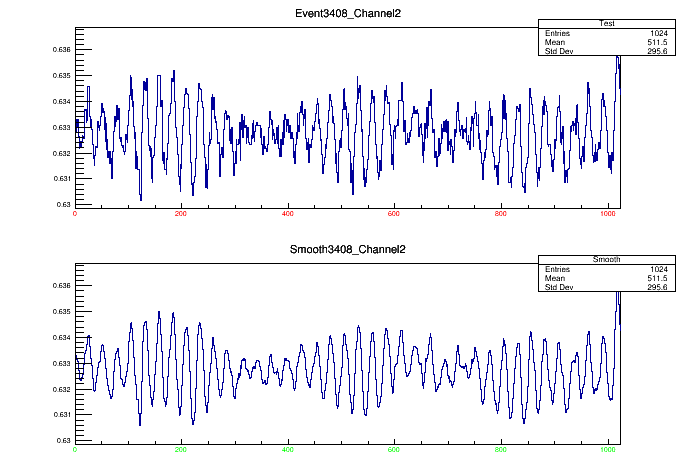 Event3408_Channel2
Test
Entries 1024
Mean 511.5
Std Dev 295.6
0.636
0.635
0.634
0.633
0.632
0.631
0.63
0 200 400 600 800 1000
Smooth3408_Channel2
Smooth
Entries 1024
Mean 511.5
Std Dev 295.6
0.636
0.635
0.634
0.633
0.632
0.631
0.63
0 200 400 600 800 1000